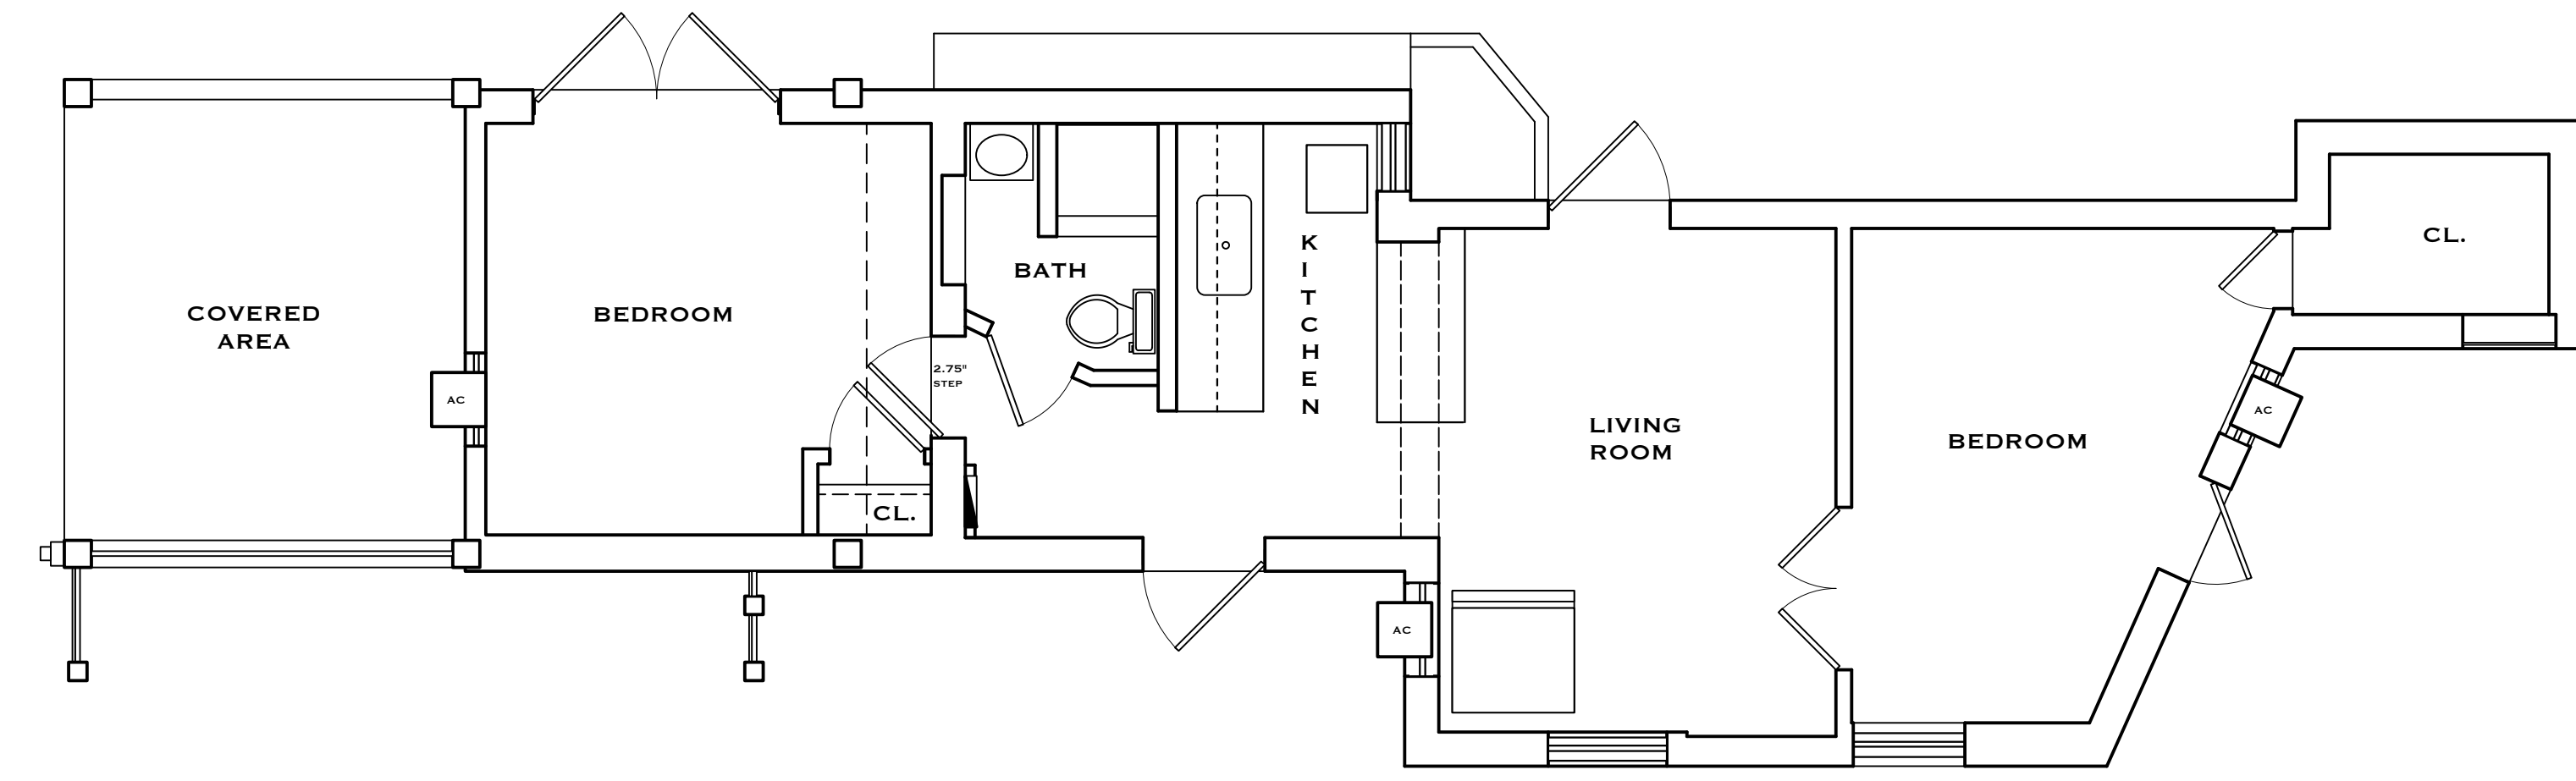 COVERED
AREA
AC
BEDROOM
CL.
2.75"
STEP
BATH
KITCHEN
AC
LIVING
ROOM
BEDROOM
AC
CL.